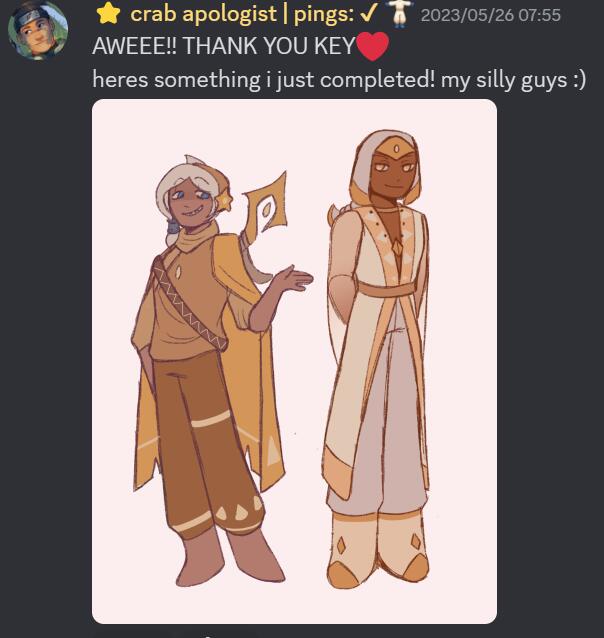 ⭐ crab apologist | pings: ✓ 2023/05/26 07:55
AWEEE!! THANK YOU KEY❤️
heres something i just completed! my silly guys :)